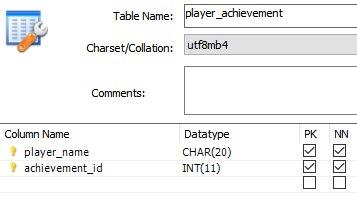 Table Name: player_achievement
Charset/Collation: utf8mb4
Comments:
Column Name Datatype PK NN
player_name CHAR(20)
achievement_id INT(11)